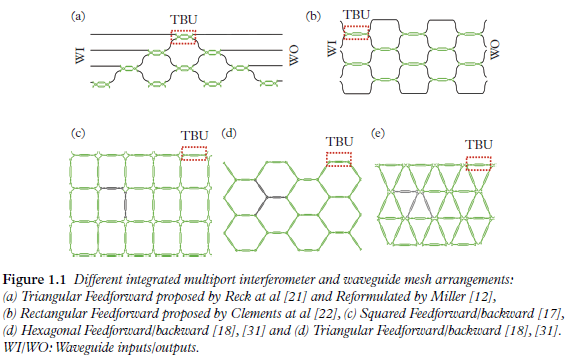 (a)
TBU
WI
WO
(b)
TBU
WI
WO
(c)
TBU
(d)
TBU
(e)
TBU
Figure 1.1 Different integrated multiport interferometer and waveguide mesh arrangements:
(a) Triangular Feedforward proposed by Reck at al [21] and Reformulated by Miller [12],
(b) Rectangular Feedforward proposed by Clements at al [22], (c) Squared Feedforward/backward [17],
(d) Hexagonal Feedforward/backward [18], [31] and (d) Triangular Feedforward/backward [18], [31].
WI/WO: Waveguide inputs/outputs.